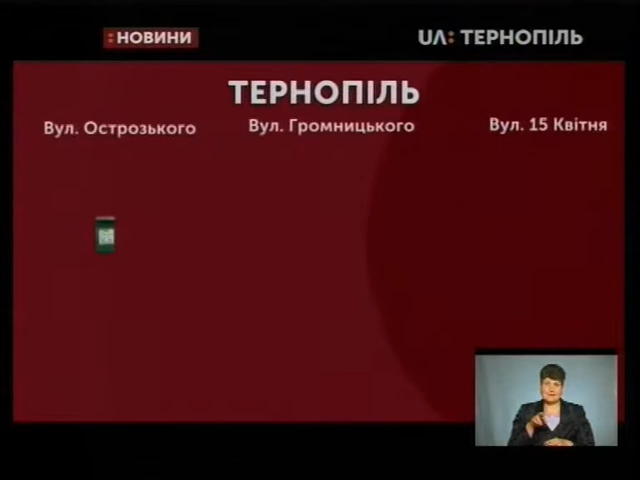 :НОВИНИ
UA: ТЕРНОПІЛЬ
ТЕРНОПІЛЬ
Вул. Острозького
Вул. Громницького
Вул. 15 Квітня